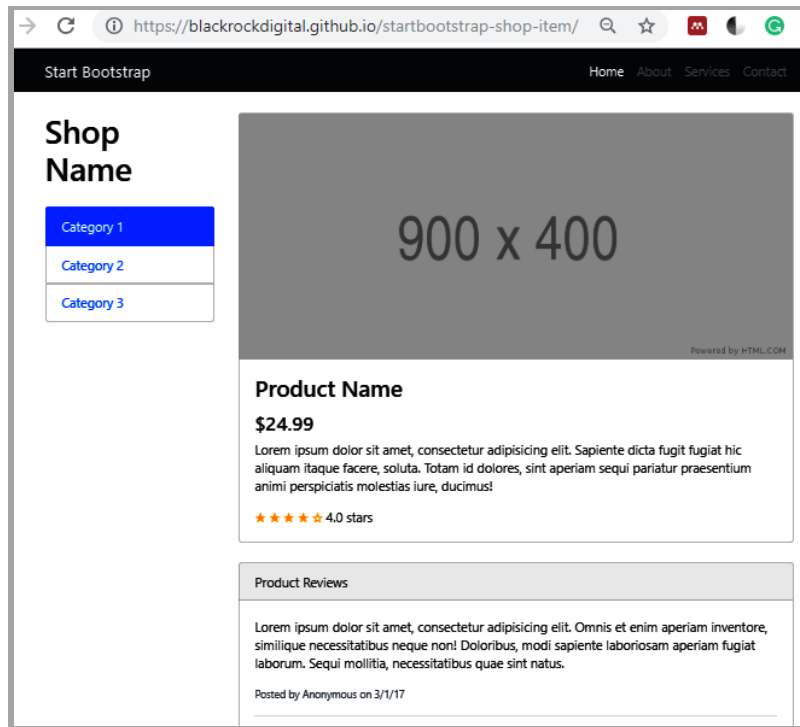 https://blackrockdigital.github.io/startbootstrap-shop-item/
Start Bootstrap
Home About Services Contact
Shop
Name
Category 1
Category 2
Category 3
900 x 400
Powered by HTML.COM
Product Name
$24.99
Lorem ipsum dolor sit amet, consectetur adipisicing elit. Sapiente dicta fugit fugiat hic
aliquam itaque facere, soluta. Totam id dolores, sint aperiam sequi pariatur praesentium
animi perspiciatis molestias iure, ducimus!
★ ★ ★ ★ ☆ 4.0 stars
Product Reviews
Lorem ipsum dolor sit amet, consectetur adipisicing elit. Omnis et enim aperiam inventore,
similique necessitatibus neque non! Doloribus, modi sapiente laboriosam aperiam fugiat
laborum. Sequi mollitia, necessitatibus quae sint natus.
Posted by Anonymous on 3/1/17